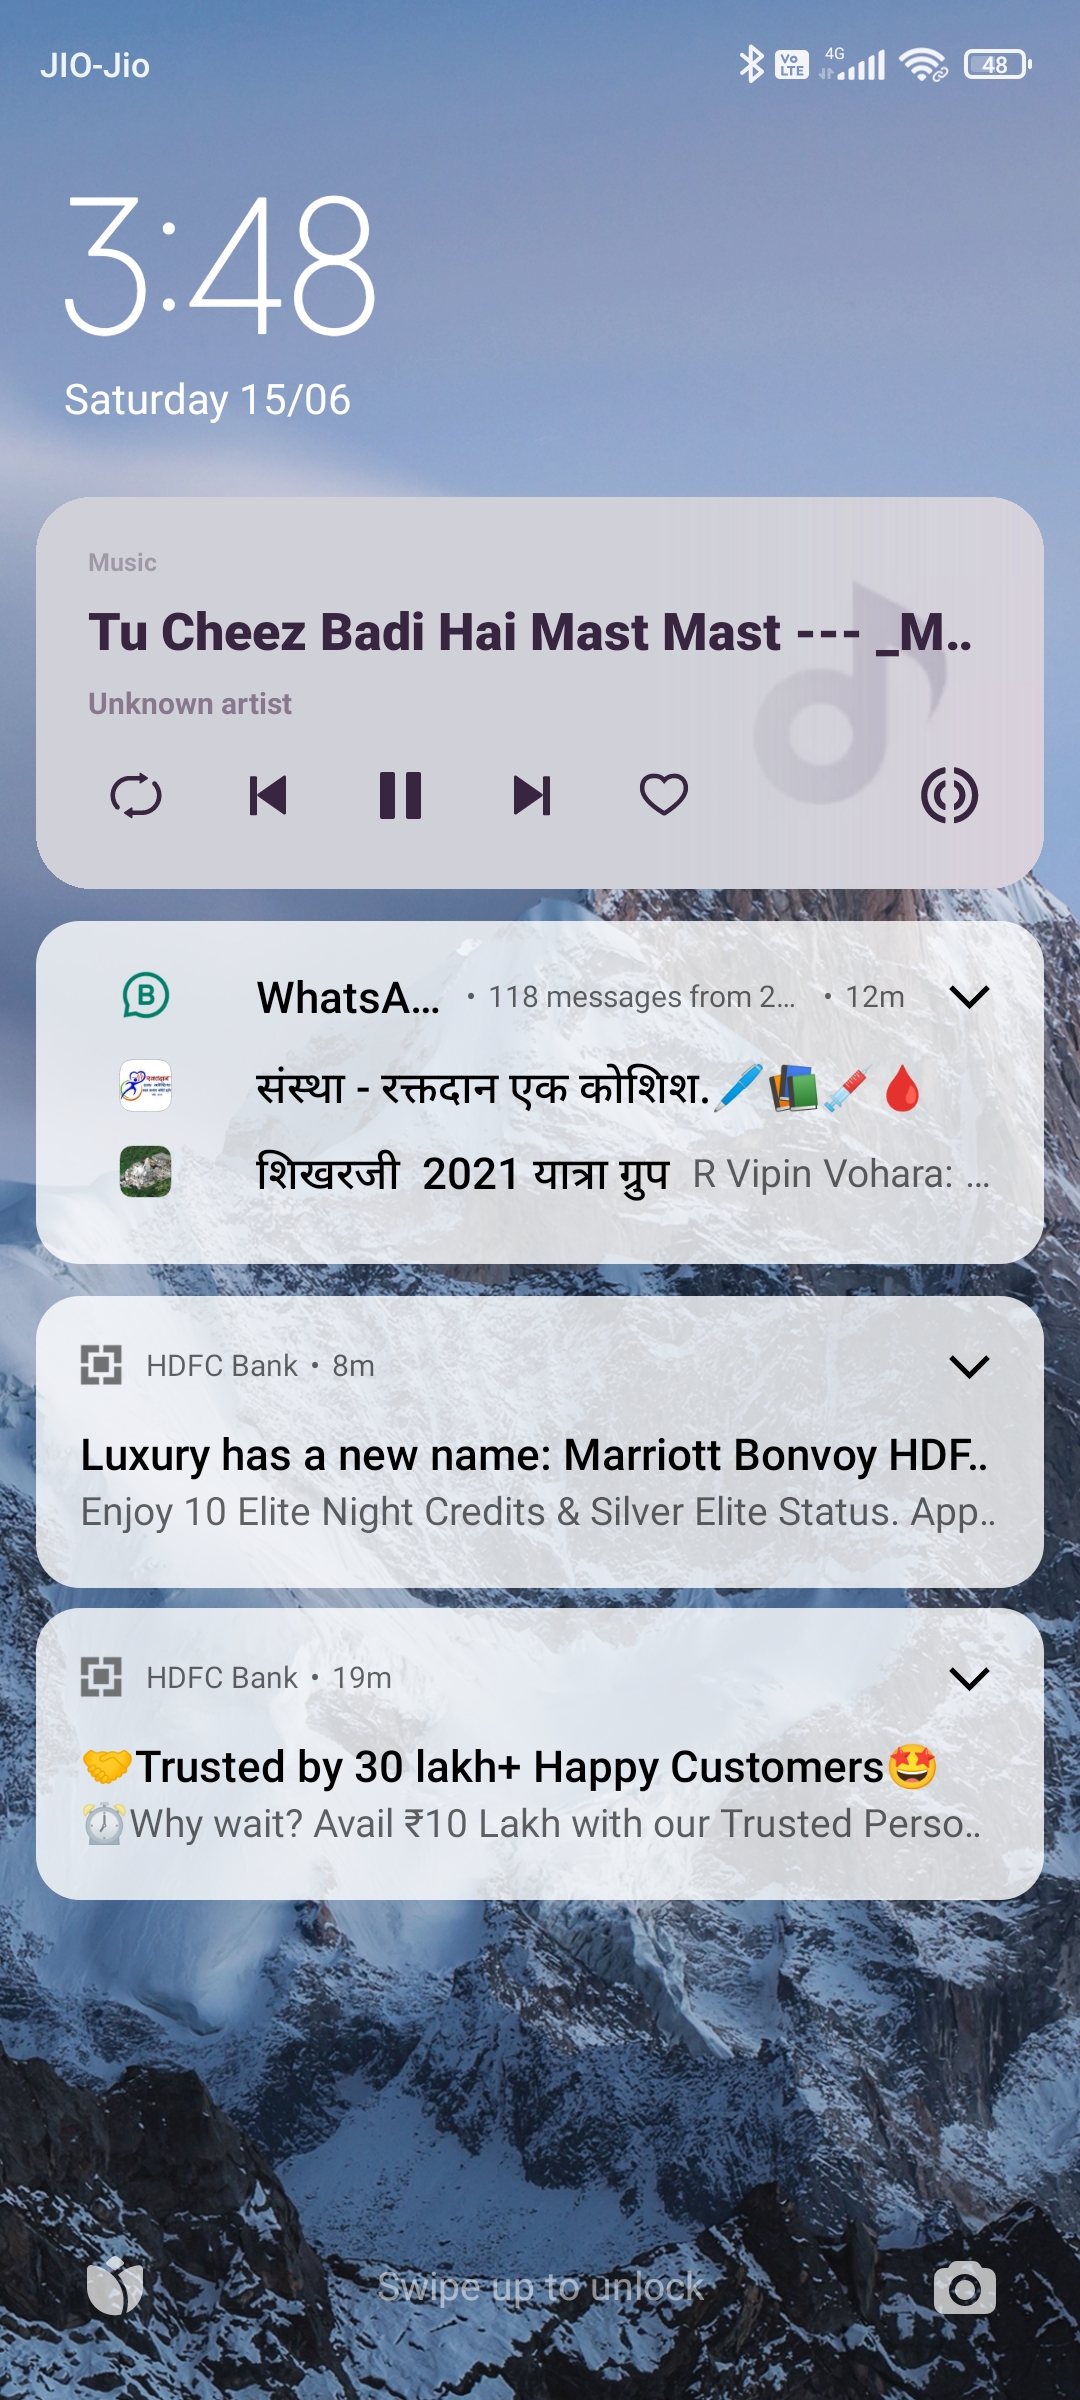 JIO-Jio
Vo LTE 4G 48
3:48
Saturday 15/06
Music
Tu Cheez Badi Hai Mast Mast --- _M..
Unknown artist
B WhatsA... • 118 messages from 2... • 12m
संस्था - रक्तदान एक कोशिश.🖊️📚💉🩸
शिखरजी 2021 यात्रा ग्रुप R Vipin Vohara: ...
HDFC Bank • 8m
Luxury has a new name: Marriott Bonvoy HDF..
Enjoy 10 Elite Night Credits & Silver Elite Status. App..
HDFC Bank • 19m
🤝Trusted by 30 lakh+ Happy Customers🤩
⏰Why wait? Avail ₹10 Lakh with our Trusted Perso..
Swipe up to unlock